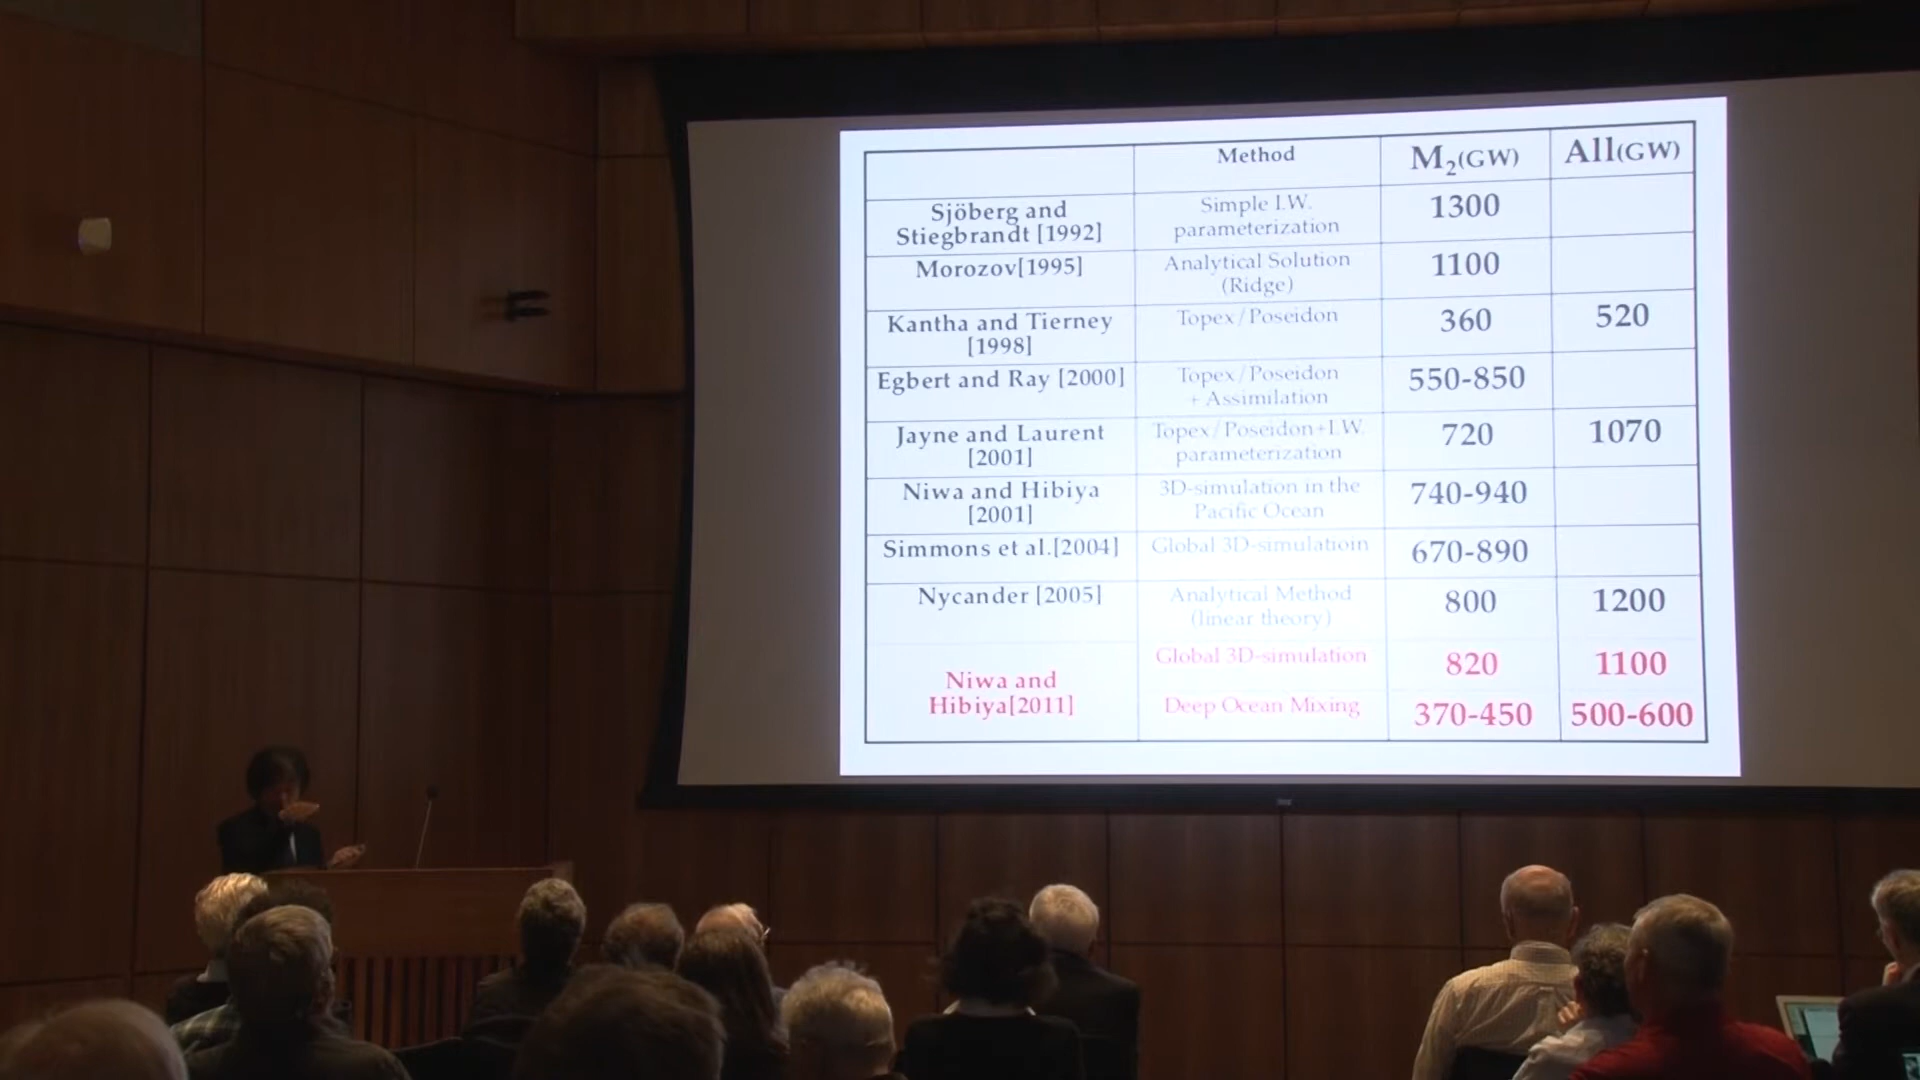 Method M₂(GW) All(GW)
Sjöberg and Simple I.W. 1300
Stiegbrandt [1992] parameterization
Morozov[1995] Analytical Solution 1100
(Ridge)
Kantha and Tierney Topex/Poseidon 360 520
[1998]
Egbert and Ray [2000] Topex/Poseidon 550-850
+ Assimilation
Jayne and Laurent Topex/Poseidon+I.W. 720 1070
[2001] parameterization
Niwa and Hibiya 3D-simulation in the 740-940
[2001] Pacific Ocean
Simmons et al.[2004] Global 3D-simulatioin 670-890
Nycander [2005] Analytical Method 800 1200
(linear theory)
Global 3D-simulation 820 1100
Niwa and
Hibiya[2011] Deep Ocean Mixing 370-450 500-600